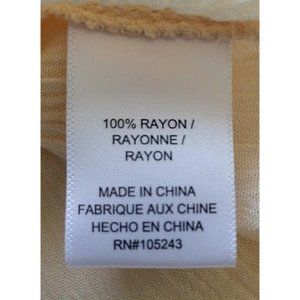 100% RAYON /
RAYONNE /
RAYON
MADE IN CHINA
FABRIQUE AUX CHINE
HECHO EN CHINA
RN#105243